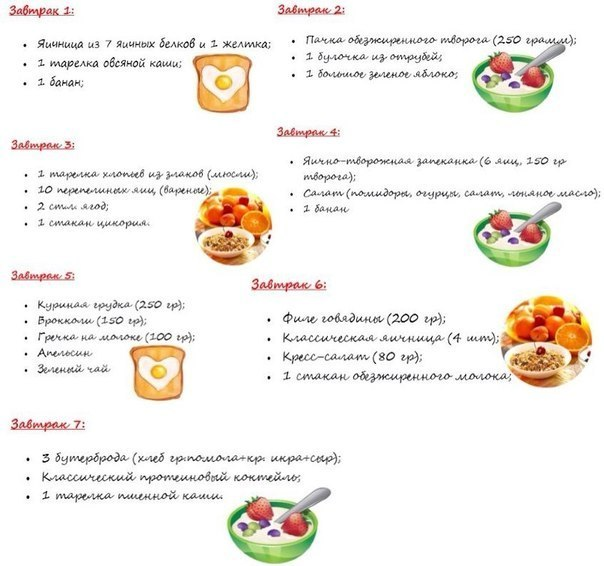 Завтрак 1:
Яичница из 7 яичных белков и 1 желтка;
1 тарелка овсяной каши;
1 банан;
Завтрак 2:
Пачка обезжиренного творога (250 грамм);
1 булочка из отрубей;
1 большое зеленое яблоко;
Завтрак 3:
1 тарелка хлопьев из злаков (мюсли);
10 перепелиных яиц (вареные);
2 ст.л. ягод;
1 стакан цикория.
Завтрак 4:
Яично-творожная запеканка (6 яиц, 150 гр
творога);
Салат (помидоры, огурцы, салат, льняное масло);
1 банан
Завтрак 5:
Куриная грудка (250 гр);
Брокколи (150 гр);
Гречка на молоке (100 гр);
Апельсин
Зеленый чай
Завтрак 6:
Филе говядины (200 гр);
Классическая яичница (4 шт);
Кресс-салат (80 гр);
1 стакан обезжиренного молока;
Завтрак 7:
3 бутерброда (хлеб гр.помола+кр. икра+сыр);
Классический протеиновый коктейль;
1 тарелка пшенной каши.